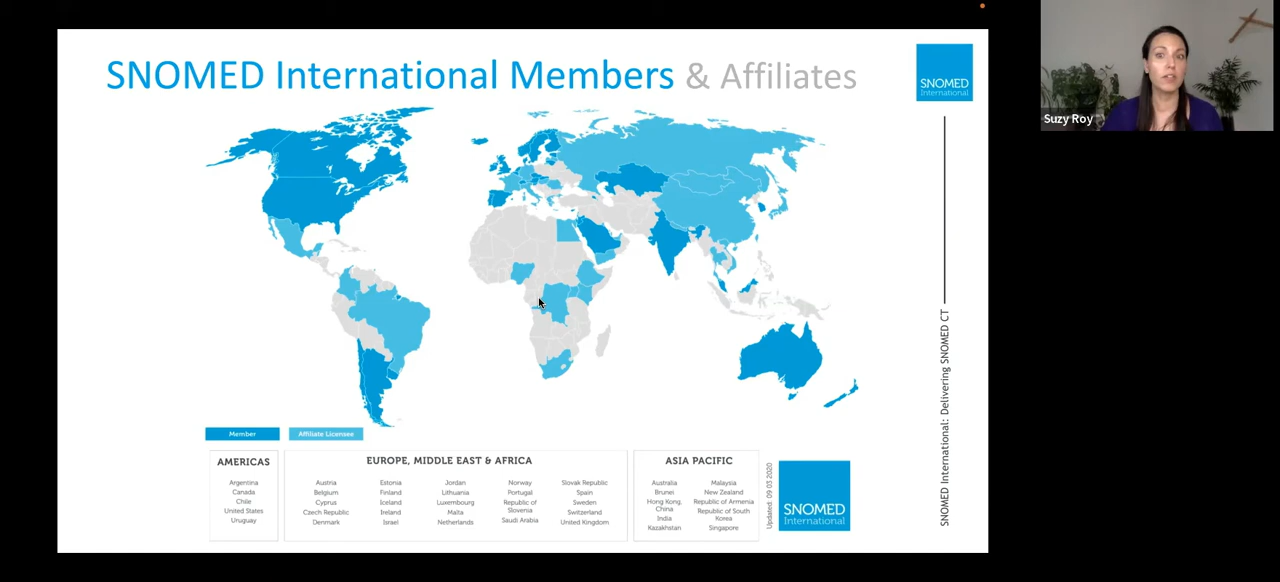 SNOMED International Members & Affiliates
SNOMED
International
Suzy Roy
SNOMED International: Delivering SNOMED CT
Member
Affiliate Licensee
AMERICAS
Argentina
Canada
Chile
United States
Uruguay
EUROPE, MIDDLE EAST & AFRICA
Austria
Belgium
Cyprus
Czech Republic
Denmark
Estonia
Finland
Iceland
Ireland
Israel
Jordan
Lithuania
Luxembourg
Malta
Netherlands
Norway
Portugal
Republic of
Slovenia
Saudi Arabia
Slovak Republic
Spain
Sweden
Switzerland
United Kingdom
ASIA PACIFIC
Australia
Brunei
Hong Kong,
China
India
Kazakhstan
Malaysia
New Zealand
Republic of Armenia
Republic of South
Korea
Singapore
Updated: 09 03 2020
SNOMED
International